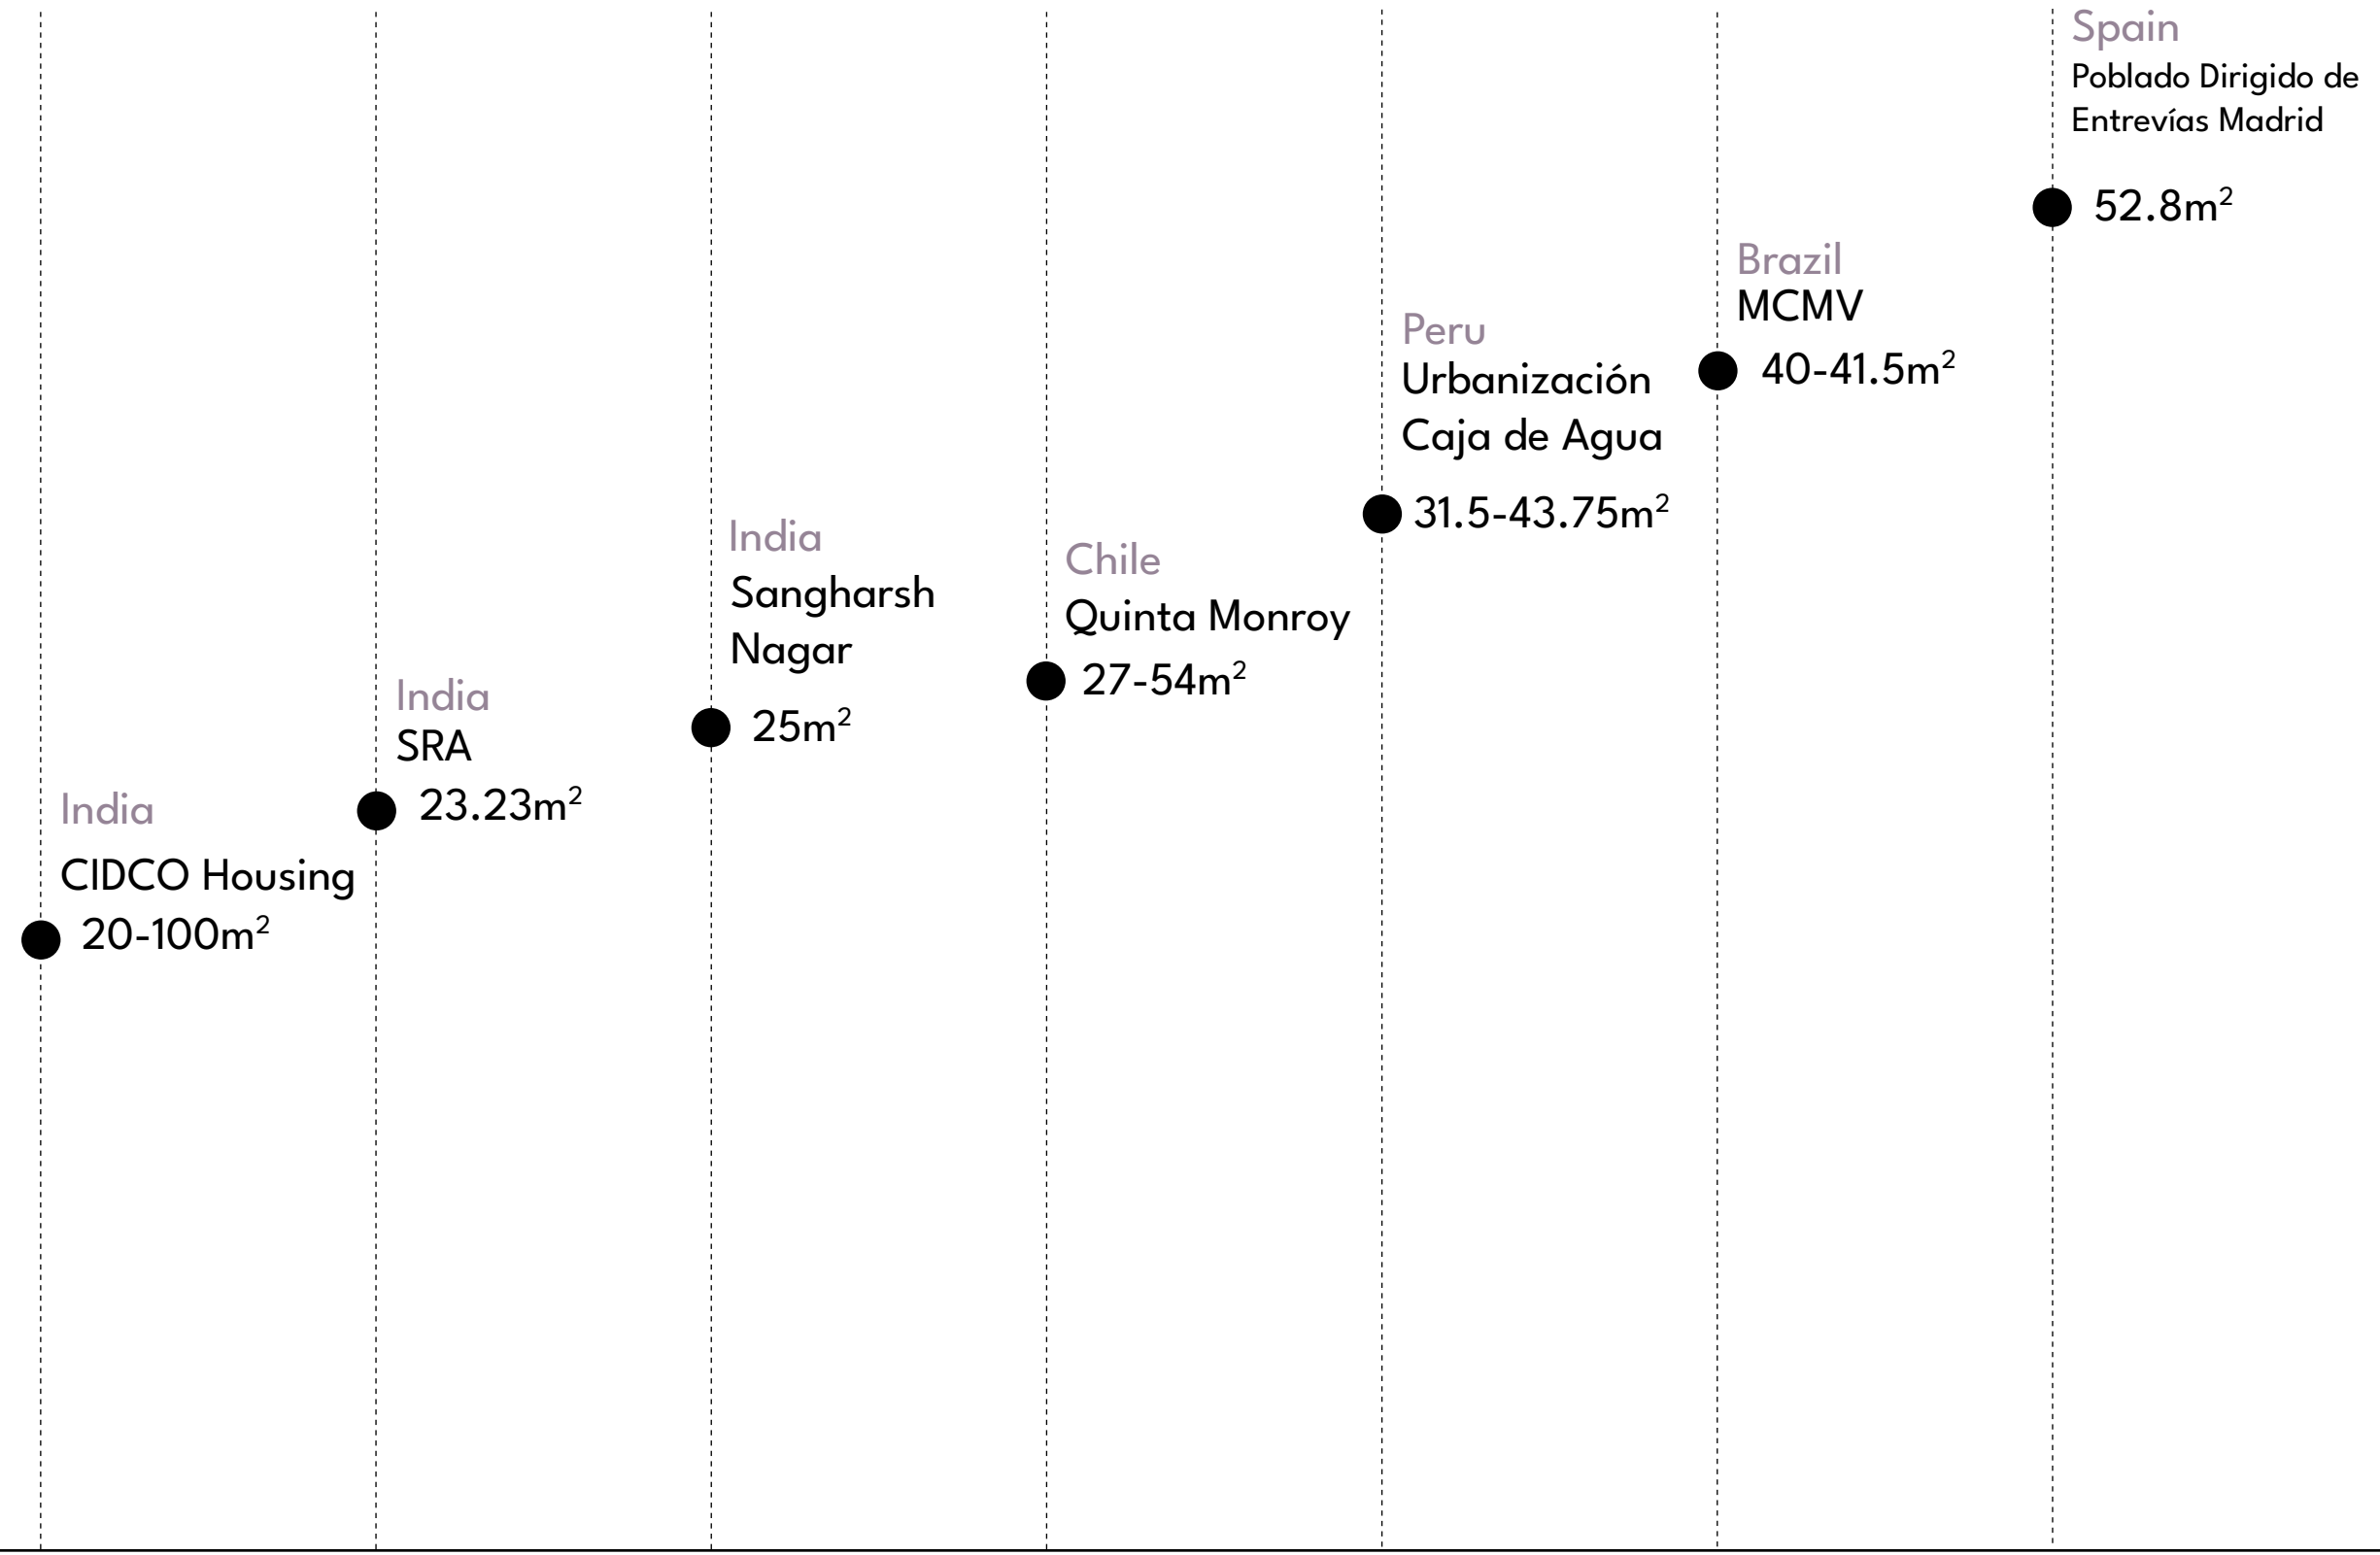 India
CIDCO Housing
20-100m²
India
SRA
23.23m²
India
Sangharsh
Nagar
25m²
Chile
Quinta Monroy
27-54m²
Peru
Urbanización
Caja de Agua
31.5-43.75m²
Brazil
MCMV
40-41.5m²
Spain
Poblado Dirigido de
Entrevías Madrid
52.8m²